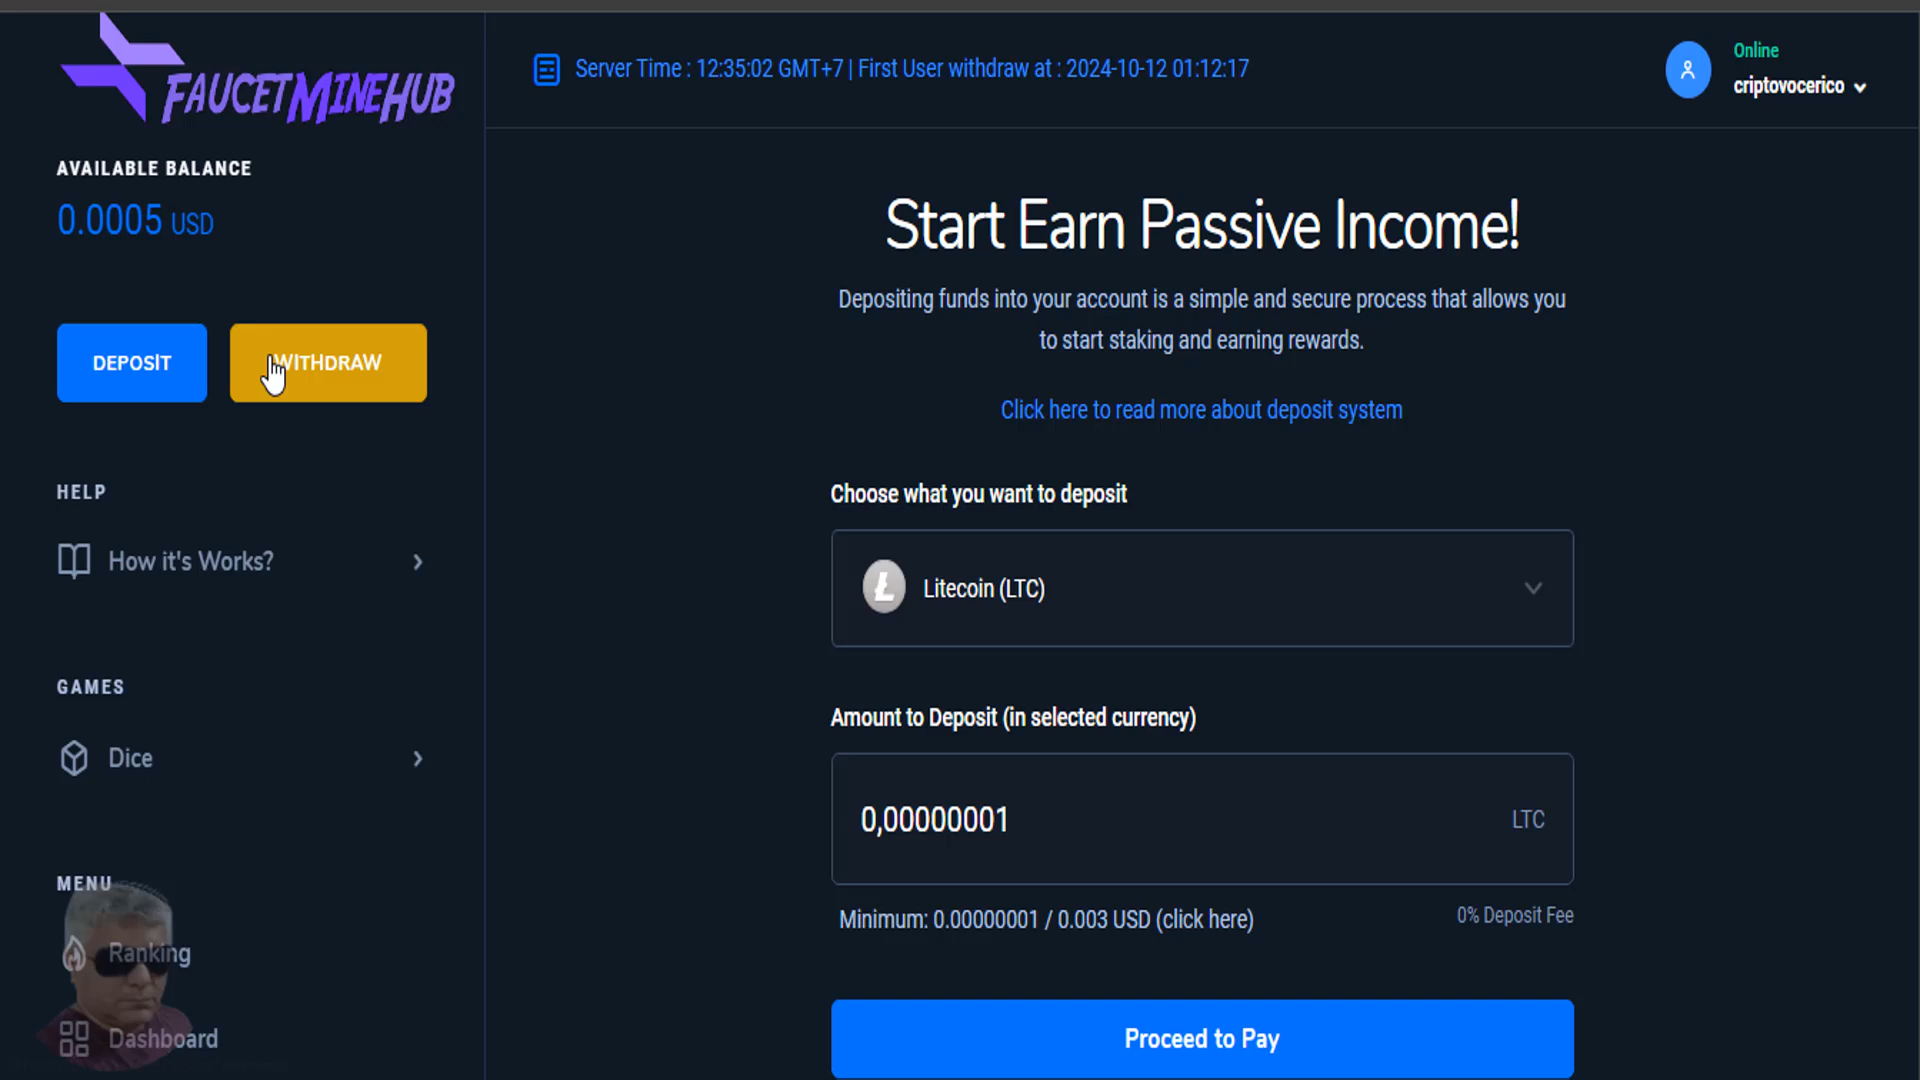 FAUCETMINEHUB
AVAILABLE BALANCE
0.0005 USD
DEPOSIT
WITHDRAW
HELP
How it's Works?
GAMES
Dice
MENU
Ranking
Dashboard
Server Time : 12:35:02 GMT+7 | First User withdraw at : 2024-10-12 01:12:17
Online
criptovocerico
Start Earn Passive Income!
Depositing funds into your account is a simple and secure process that allows you
to start staking and earning rewards.
Click here to read more about deposit system
Choose what you want to deposit
Litecoin (LTC)
Amount to Deposit (in selected currency)
0,00000001
LTC
Minimum: 0.00000001 / 0.003 USD (click here)
0% Deposit Fee
Proceed to Pay